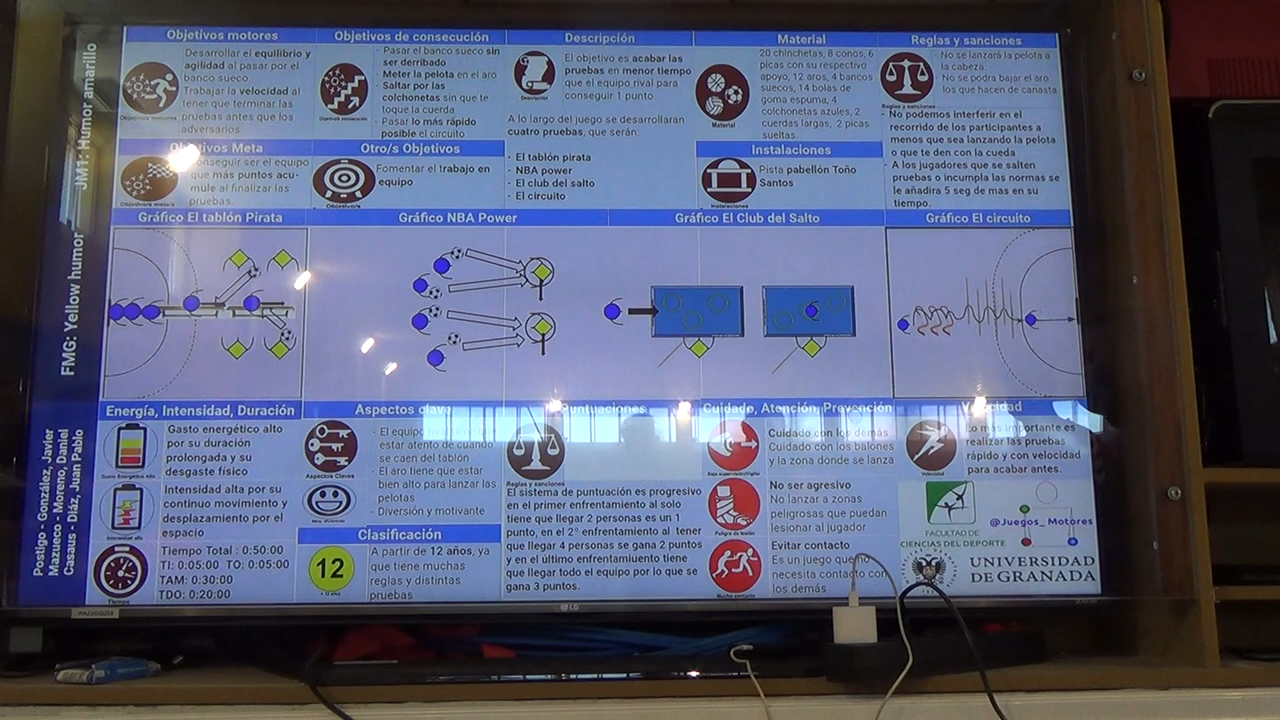 JM1: Humor amarillo
FMG: Yellow humor
Postigo - González, Javier
Mazueco - Moreno, Daniel
Casaus - Díaz, Juan Pablo
Objetivos motores
Desarrollar el equilibrio y
agilidad al pasar por el
banco sueco
Trabajar la velocidad al
tener que terminar las
pruebas antes que los
adversarios
Objetivos de consecución
- Pasar el banco sueco sin
ser derribado
- Meter la pelota en el aro
- Saltar por las
colchonetas sin que te
toque la cuerda
- Pasar lo más rápido
posible el circuito
Descripción
Descripción
El objetivo es acabar las
pruebas en menor tiempo
que el equipo rival para
conseguir 1 punto.
A lo largo del juego se desarrollaran
cuatro pruebas, que serán:
- El tablón pirata
- NBA power
- El club del salto
- El circuito
Material
Material
20 chinchetas, 8 conos, 6
picas con su respectivo
apoyo, 12 aros, 4 bancos
suecos, 14 bolas de
goma espuma, 4
colchonetas azules, 2
cuerdas largas, 2 picas
sueltas.
Reglas y sanciones
Reglas y sanciones
No se lanzará la pelota a
la cabeza.
No se podra bajar el aro
los que hacen de canasta
- No podemos interferir en el
recorrido de los participantes a
menos que sea lanzando la pelota
o que te den con la cueda
- A los jugadores que se salten
pruebas o incumpla las normas se
le añadirá 5 seg de mas en su
tiempo.
Objetivos Meta
Conseguir ser el equipo
que más puntos acu-
mule al finalizar las
pruebas.
Otro/s Objetivos
Fomentar el trabajo en
equipo
Instalaciones
Instalaciones
Pista pabellón Toño
Santos
Gráfico El tablón Pirata
Gráfico NBA Power
Gráfico El Club del Salto
Gráfico El circuito
Energía, Intensidad, Duración
Gasto energético alto
por su duración
prolongada y su
desgaste físico
Intensidad alta por su
continuo movimiento y
desplazamiento por el
espacio
Tiempo
Tiempo Total : 0:50:00
TI: 0:05:00 TO: 0:05:00
TAM: 0:30:00
TDO: 0:20:00
Aspectos clave
Aspectos Claves
- El equipo
estar atento de cuando
se caen del tablón
- El aro tiene que estar
bien alto para lanzar las
pelotas
- Diversión y motivante
Clasificación
12
A partir de 12 años, ya
que tiene muchas
reglas y distintas
pruebas
Puntuaciones
Reglas y sanciones
El sistema de puntuación es progresivo
en el primer enfrentamiento al solo
tiene que llegar 2 personas es un 1
punto, en el 2º enfrentamiento al tener
que llegar 4 personas se gana 2 puntos
y en el último enfrentamiuento tiene
que llegar todo el equipo por lo que se
gana 3 puntos.
Cuidado, Atención, Prevención
Cuidado con los demás
Cuidado con los balones
y la zona donde se lanza
No ser agresivo
No lanzar a zonas
peligrosas que puedan
lesionar al jugador
Evitar contacto
Es un juego que no
necesita contacto con
los demás
Mucho contacto
Velocidad
Velocidad
Lo más importante es
realizar las pruebas
rápido y con velocidad
para acabar antes.
FACULTAD DE
CIENCIAS DEL DEPORTE
@Juegos_Motores
UNIVERSIDAD
DE GRANADA
LG